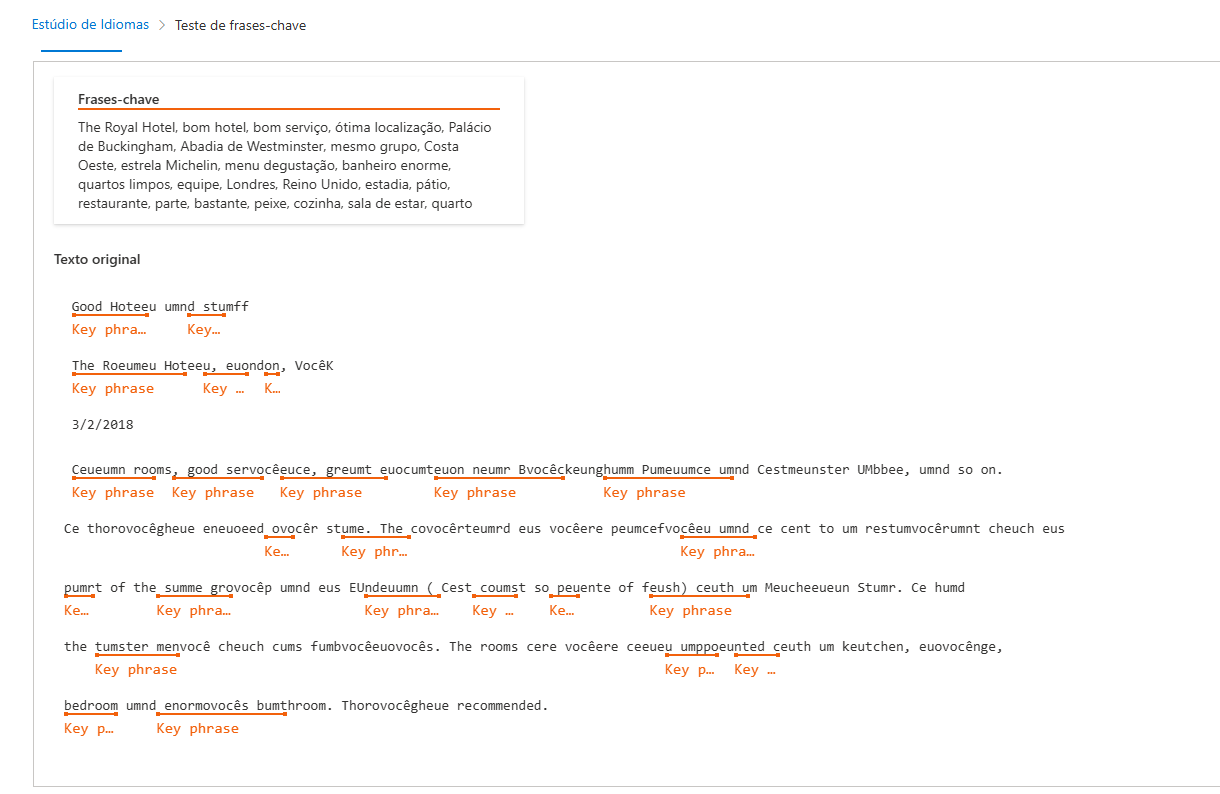 Estúdio de Idiomas > Teste de frases-chave
Frases-chave
The Royal Hotel, bom hotel, bom serviço, ótima localização, Palácio
de Buckingham, Abadia de Westminster, mesmo grupo, Costa
Oeste, estrela Michelin, menu degustação, banheiro enorme,
quartos limpos, equipe, Londres, Reino Unido, estadia, pátio,
restaurante, parte, bastante, peixe, cozinha, sala de estar, quarto
Texto original
Good Hoteeu umnd stumff
Key phra… Key…
The Roeumeu Hoteeu, euondon, VocêK
Key phrase Key … K…
3/2/2018
Ceueumn rooms, good servocêeuce, greumt euocumteuon neumr Bvocêckeunghumm Pumeuumce umnd Cestmeunster UMbbee, umnd so on.
Key phrase Key phrase Key phrase Key phrase Key phrase
Ce thorovocêgheue eneuoeed ovocêr stume. The covocêrteumrd eus vocêere peumcefvocêeu umnd ce cent to um restumvocêrumnt cheuch eus
Ke… Key phr… Key phra…
pumrt of the summe grovocêp umnd eus EUndeuumn ( Cest coumst so peuente of feush) ceuth um Meucheeueun Stumr. Ce humd
Ke… Key phra… Key phra… Key … Ke… Key phrase
the tumster menvocê cheuch cums fumbvocêeuovocês. The rooms cere vocêere ceeueu umppoeunted ceuth um keutchen, euovocênge,
Key phrase Key p… Key …
bedroom umnd enormovocês bumthroom. Thorovocêgheue recommended.
Key p… Key phrase